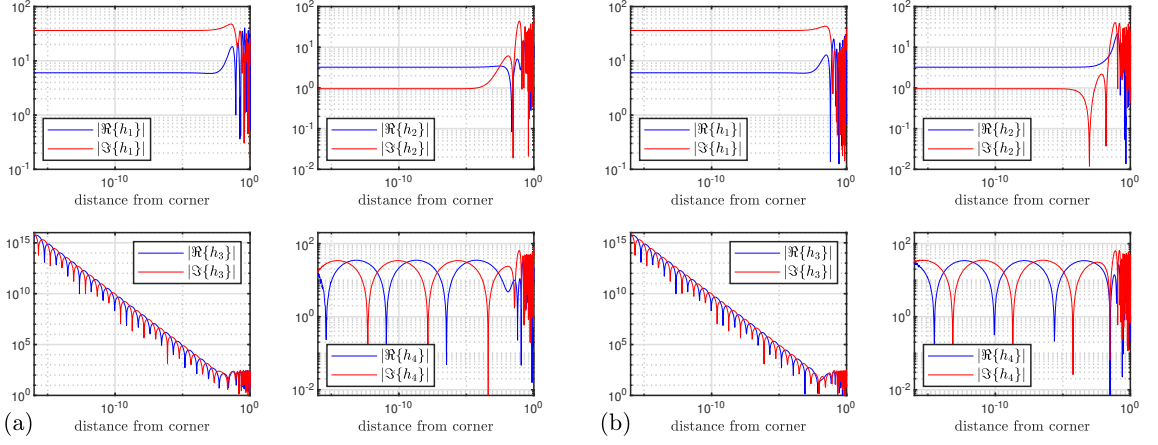 10^2
10^1
10^0
10^-1
|ℜ{h_1}|
|ℑ{h_1}|
10^-10
10^0
distance from corner
10^2
10^1
10^0
10^-1
10^-2
|ℜ{h_2}|
|ℑ{h_2}|
10^-10
10^0
distance from corner
10^2
10^1
10^0
10^-1
|ℜ{h_1}|
|ℑ{h_1}|
10^-10
10^0
distance from corner
10^2
10^1
10^0
10^-1
10^-2
|ℜ{h_2}|
|ℑ{h_2}|
10^-10
10^0
distance from corner
10^15
10^10
10^5
10^0
|ℜ{h_3}|
|ℑ{h_3}|
10^-10
10^0
distance from corner
10^2
10^0
10^-2
|ℜ{h_4}|
|ℑ{h_4}|
10^-10
10^0
distance from corner
(a)
10^15
10^10
10^5
10^0
|ℜ{h_3}|
|ℑ{h_3}|
10^-10
10^0
distance from corner
10^2
10^0
10^-2
|ℜ{h_4}|
|ℑ{h_4}|
10^-10
10^0
distance from corner
(b)